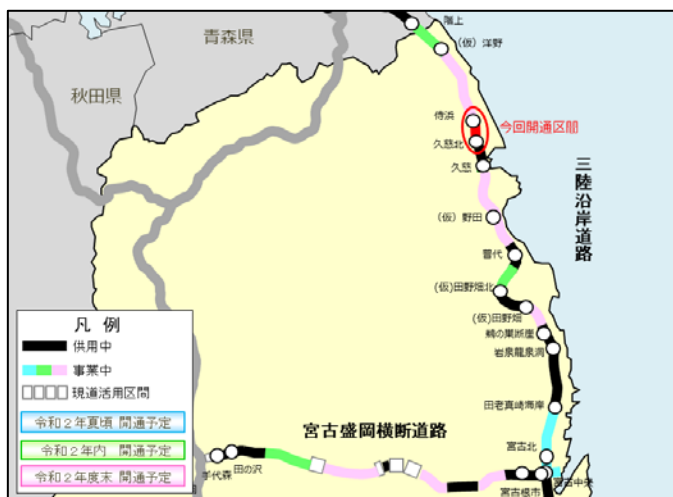 青森県
秋田県
階上
(仮)洋野
侍浜
今回開通区間
久慈北
久慈
三陸沿岸道路
(仮)野田
普代
(仮)田野畑北
(仮)田野畑
鵜の巣断崖
岩泉龍泉洞
田老真崎海岸
宮古盛岡横断道路
宮古北
宮古中央
宮古根市
手代森
田の沢
凡 例
供用中
事業中
現道活用区間
令和2年夏頃 開通予定
令和2年内 開通予定
令和2年度末 開通予定